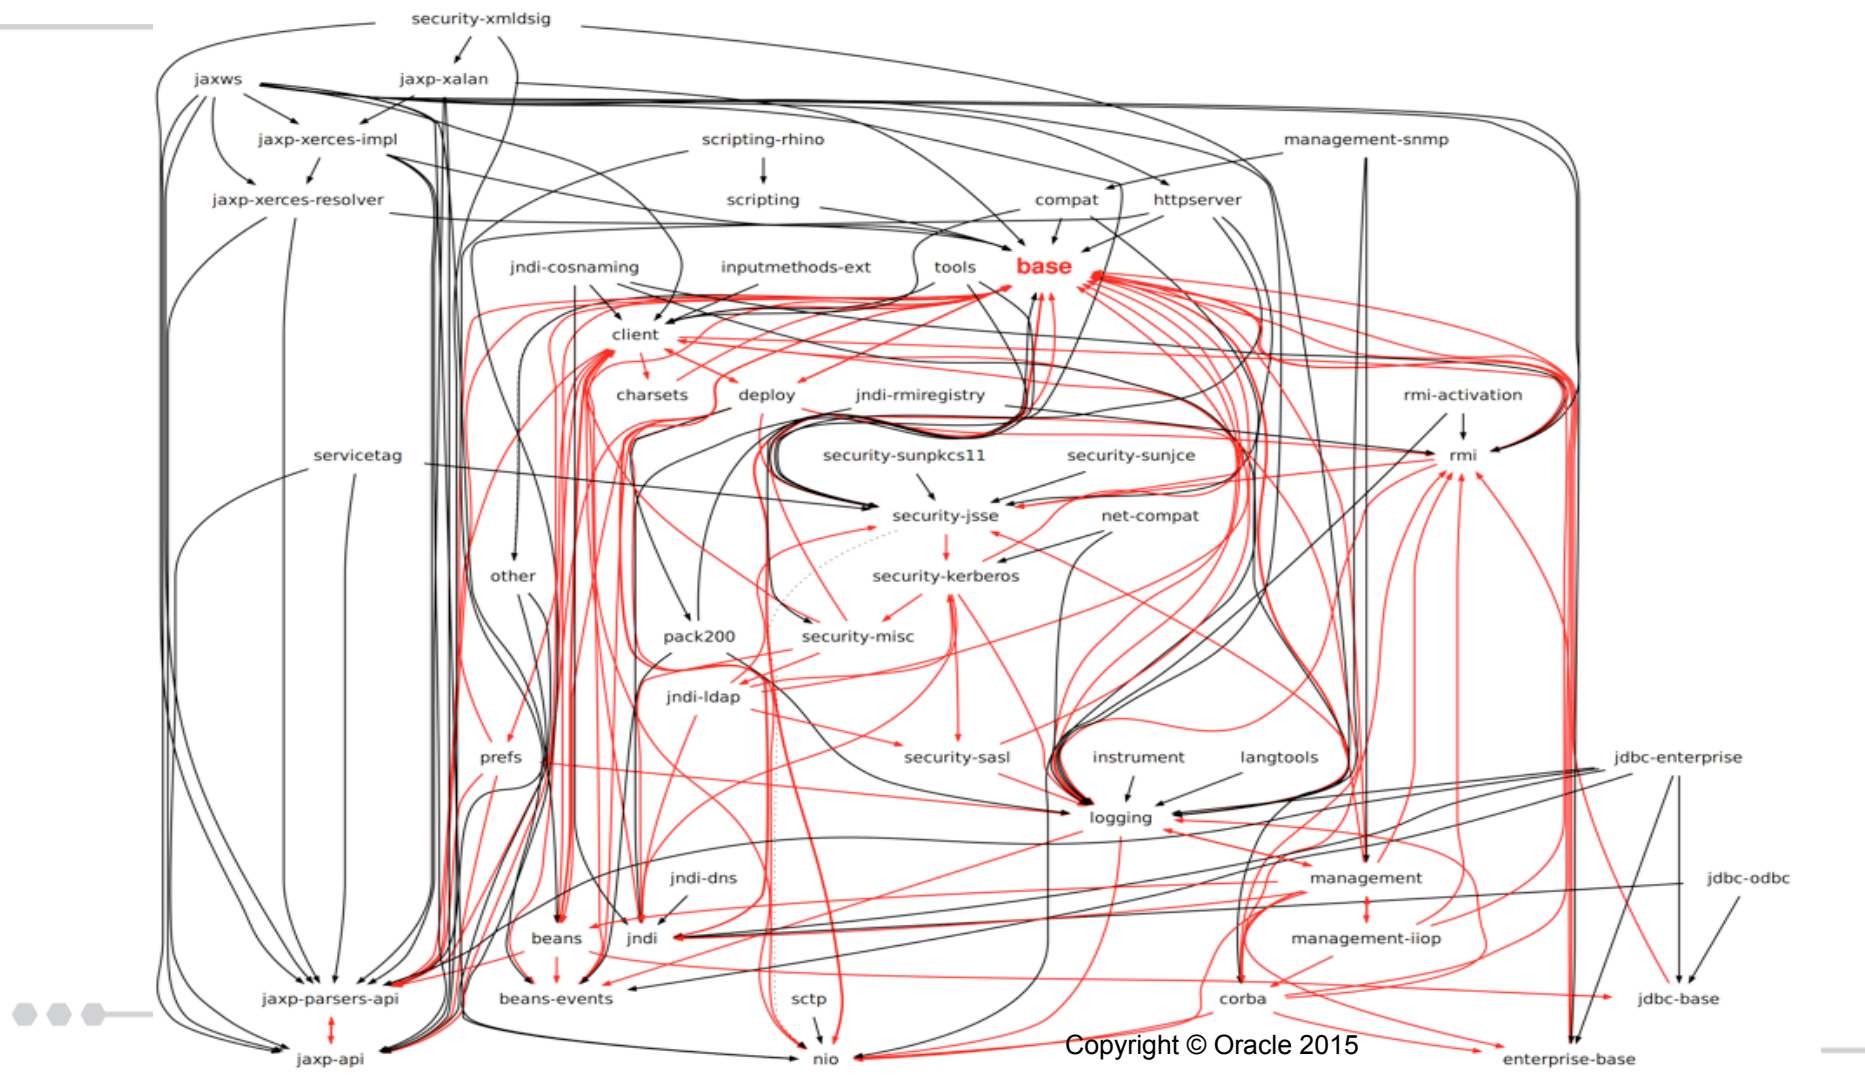 security-xmldsig
jaxws
jaxp-xalan
jaxp-xerces-impl
scripting-rhino
management-snmp
jaxp-xerces-resolver
scripting
compat
httpserver
jndi-cosnaming
inputmethods-ext
tools
base
client
charsets
deploy
jndi-rmiregistry
rmi-activation
servicetag
security-sunpkcs11
security-sunjce
rmi
security-jsse
net-compat
other
security-kerberos
pack200
security-misc
jndi-ldap
prefs
security-sasl
instrument
langtools
jdbc-enterprise
logging
jndi-dns
management
jdbc-odbc
beans
jndi
management-iiop
jaxp-parsers-api
beans-events
sctp
corba
jdbc-base
jaxp-api
nio
Copyright © Oracle 2015
enterprise-base